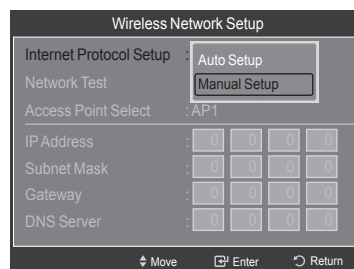 Wireless Network Setup
Internet Protocol Setup : Auto Setup
Manual Setup
Network Test
Access Point Select : AP1
IP Address : 0 0 0 0
Subnet Mask : 0 0 0 0
Gateway : 0 0 0 0
DNS Server : 0 0 0 0
Move Enter Return